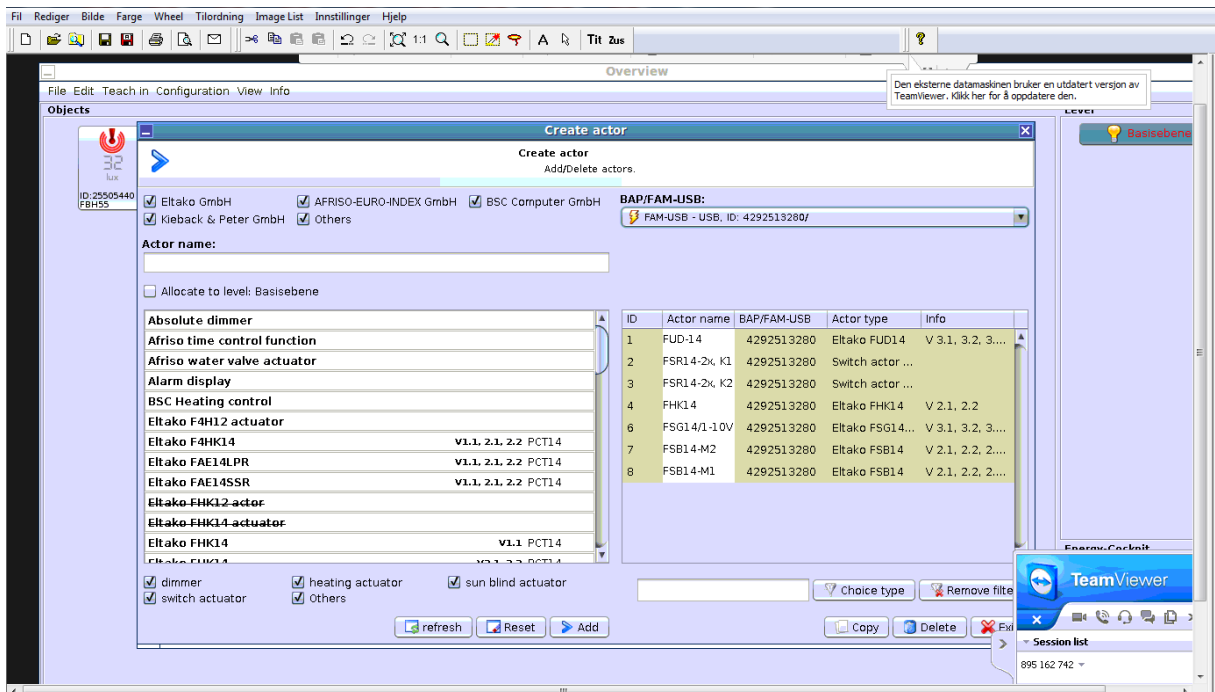 Fil Rediger Bilde Farge Wheel Tilordning Image List Innstillinger Hjelp
1:1 A Tit Zus
Overview
Den eksterne datamaskinen bruker en utdatert versjon av
TeamViewer. Klikk her for å oppdatere den.
File Edit Teach in Configuration View Info
Objects
Level
Basisebene
32
lux
ID:25505440
FBH55
Create actor
Create actor
Add/Delete actors.
Eltako GmbH AFRISO-EURO-INDEX GmbH BSC Computer GmbH
Kieback & Peter GmbH Others
BAP/FAM-USB:
FAM-USB - USB, ID: 4292513280/
Actor name:
Allocate to level: Basisebene
Absolute dimmer
Afriso time control function
Afriso water valve actuator
Alarm display
BSC Heating control
Eltako F4H12 actuator
Eltako F4HK14 V1.1, 2.1, 2.2 PCT14
Eltako FAE14LPR V1.1, 2.1, 2.2 PCT14
Eltako FAE14SSR V1.1, 2.1, 2.2 PCT14
Eltako FHK12 actor
Eltako FHK14 actuator
Eltako FHK14 V1.1 PCT14
ID Actor name BAP/FAM-USB Actor type Info
1 FUD-14 4292513280 Eltako FUD14 V 3.1, 3.2, 3....
2 FSR14-2x, K1 4292513280 Switch actor ...
3 FSR14-2x, K2 4292513280 Switch actor ...
4 FHK14 4292513280 Eltako FHK14 V 2.1, 2.2
6 FSG14/1-10V 4292513280 Eltako FSG14... V 3.1, 3.2, 3....
7 FSB14-M2 4292513280 Eltako FSB14 V 2.1, 2.2, 2....
8 FSB14-M1 4292513280 Eltako FSB14 V 2.1, 2.2, 2....
Energy-Cockpit
dimmer heating actuator sun blind actuator
switch actuator Others
Choice type Remove filte
refresh Reset Add
Copy Delete Exi
TeamViewer
Session list
895 162 742